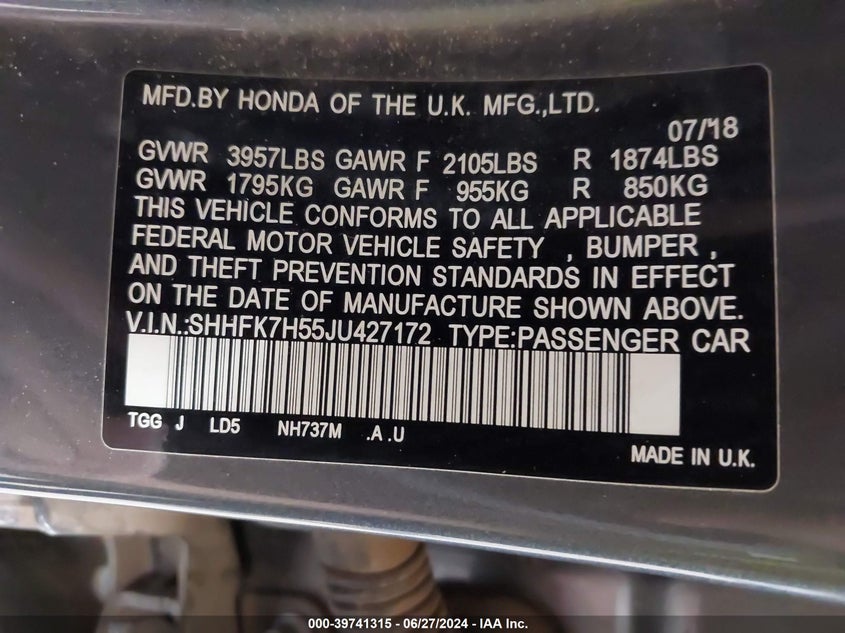 MFD.BY HONDA OF THE U.K. MFG.,LTD.
07/18
GVWR 3957LBS GAWR F 2105LBS R 1874LBS
GVWR 1795KG GAWR F 955KG R 850KG
THIS VEHICLE CONFORMS TO ALL APPLICABLE
FEDERAL MOTOR VEHICLE SAFETY , BUMPER ,
AND THEFT PREVENTION STANDARDS IN EFFECT
ON THE DATE OF MANUFACTURE SHOWN ABOVE.
V.I.N.:SHHFK7H55JU427172 TYPE:PASSENGER CAR
TGG J LD5 NH737M .A .U
MADE IN U.K.
000-39741315 - 06/27/2024 - IAA Inc.